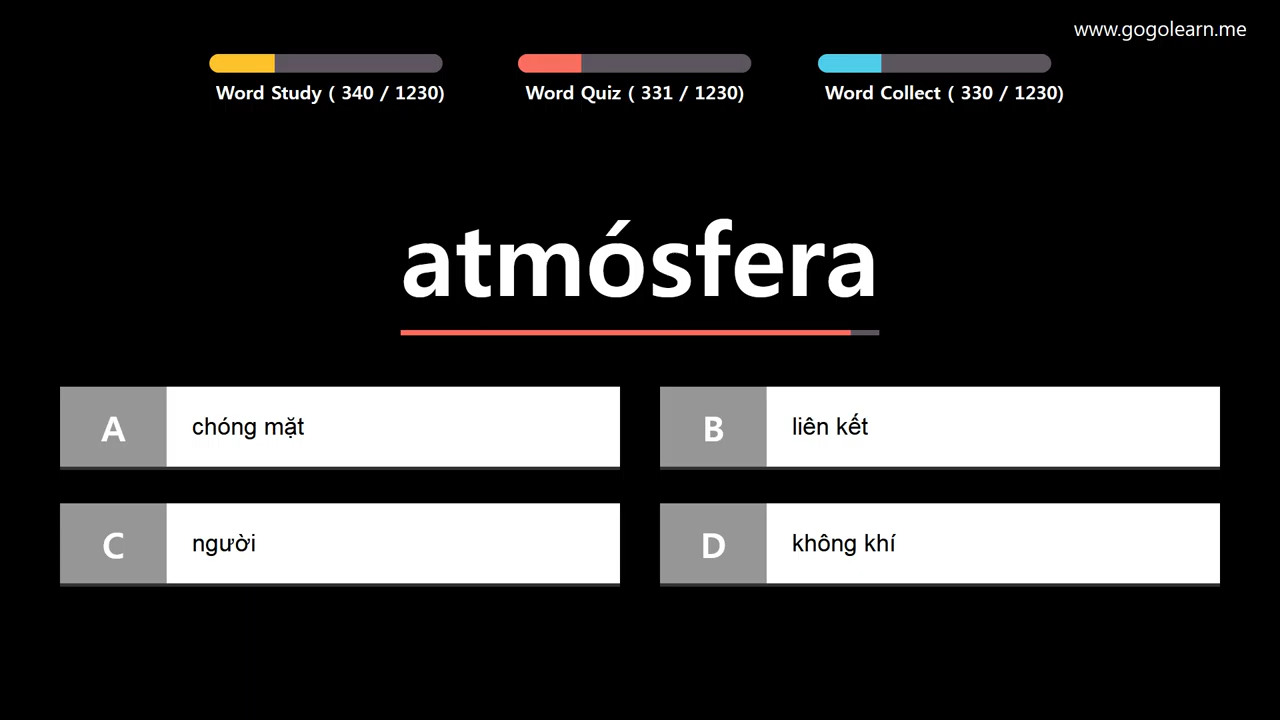 www.gogolearn.me
Word Study ( 340 / 1230)
Word Quiz ( 331 / 1230)
Word Collect ( 330 / 1230)
atmósfera
A
chóng mặt
B
liên kết
C
người
D
không khí